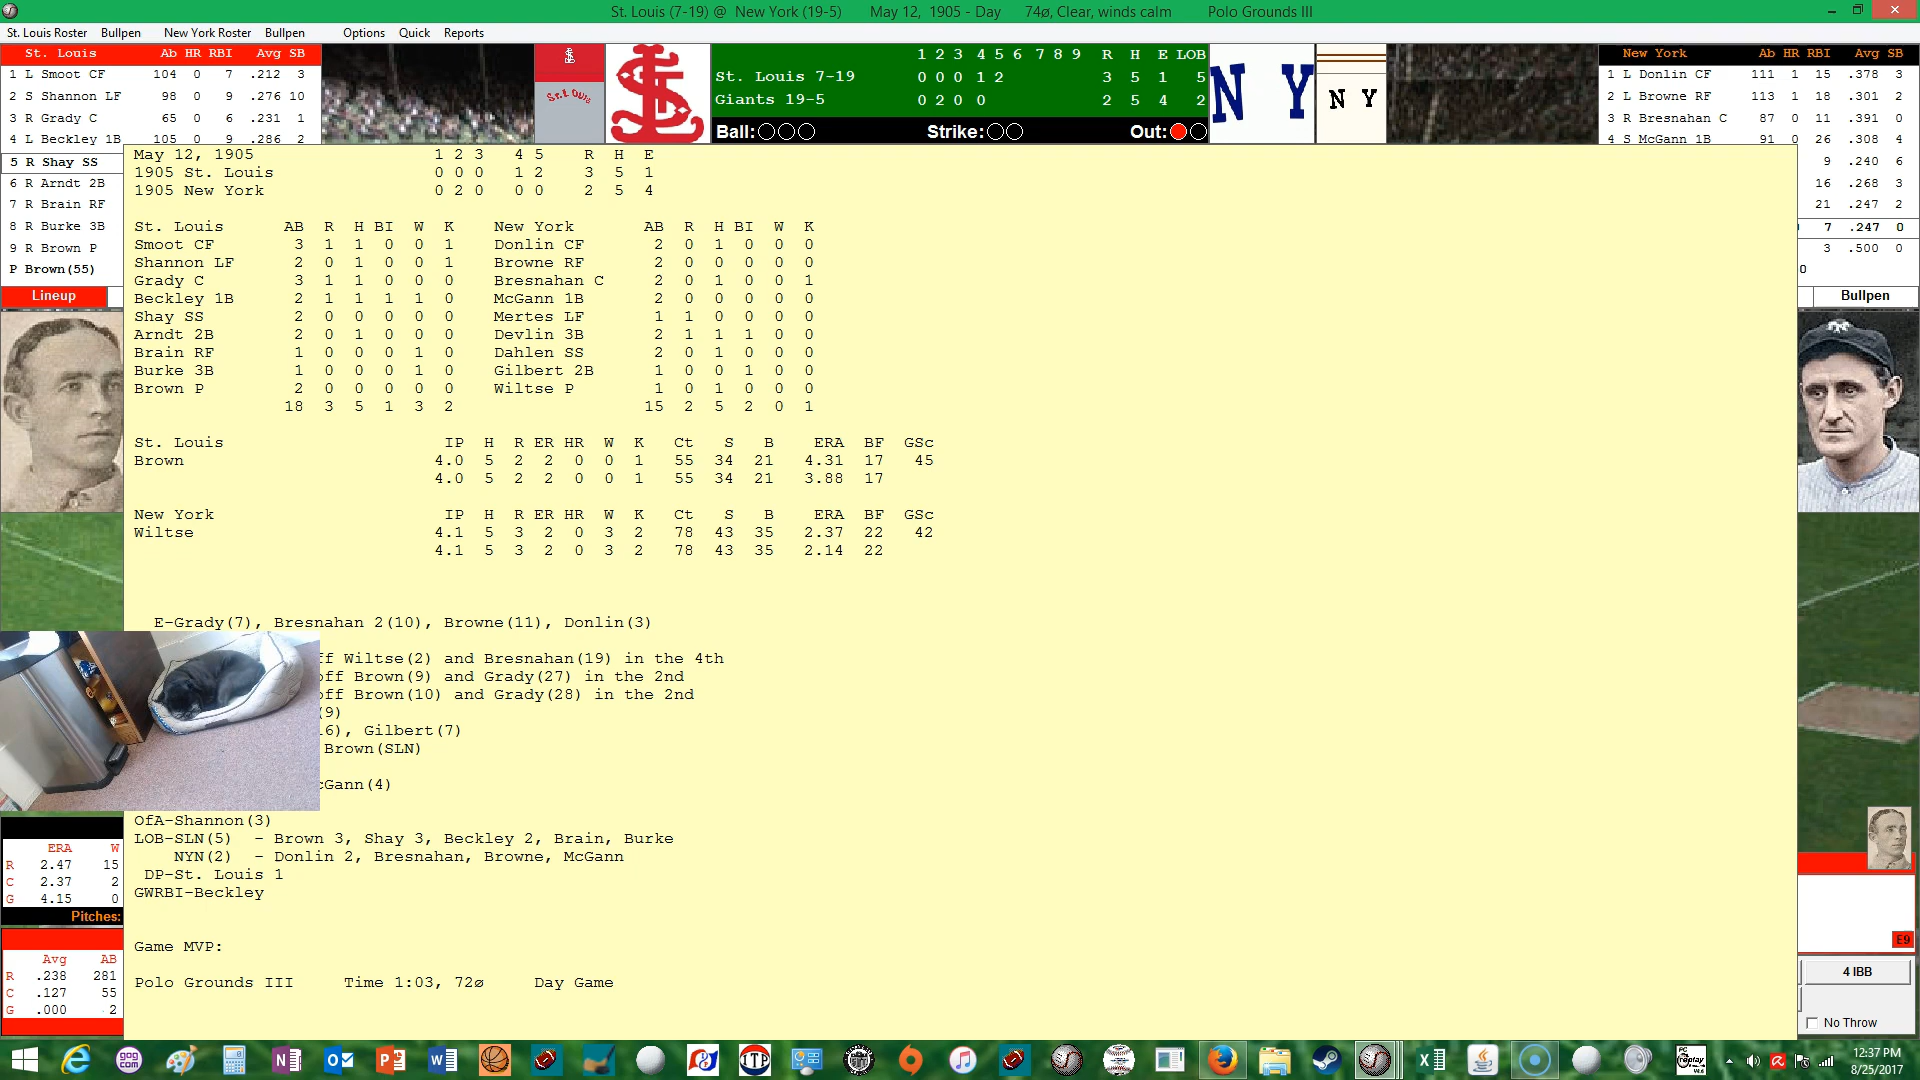 St. Louis (7-19) @ New York (19-5) May 12, 1905 - Day 74ø, Clear, winds calm Polo Grounds III
St. Louis Roster Bullpen New York Roster Bullpen Options Quick Reports
St. Louis Ab HR RBI Avg SB
1 L Smoot CF 104 0 7 .212 3
2 S Shannon LF 98 0 9 .276 10
3 R Grady C 65 0 6 .231 1
4 L Beckley 1B 105 0 9 .286 2
5 R Shay SS
6 R Arndt 2B
7 R Brain RF
8 R Burke 3B
9 R Brown P
P Brown(55)
Lineup
St.Louis
1 2 3 4 5 6 7 8 9 R H E LOB
St. Louis 7-19 0 0 0 1 2 3 5 1 5
Giants 19-5 0 2 0 0 2 5 4 2
Ball: Strike: Out:
N Y
N Y
New York Ab HR RBI Avg SB
1 L Donlin CF 111 1 15 .378 3
2 L Browne RF 113 1 18 .301 2
3 R Bresnahan C 87 0 11 .391 0
4 S McGann 1B 91 0 26 .308 4
9 .240 6
16 .268 3
21 .247 2
7 .247 0
3 .500 0
0
Bullpen
May 12, 1905 1 2 3 4 5 R H E
1905 St. Louis 0 0 0 1 2 3 5 1
1905 New York 0 2 0 0 0 2 5 4
St. Louis AB R H BI W K New York AB R H BI W K
Smoot CF 3 1 1 0 0 1 Donlin CF 2 0 1 0 0 0
Shannon LF 2 0 1 0 0 1 Browne RF 2 0 0 0 0 0
Grady C 3 1 1 0 0 0 Bresnahan C 2 0 1 0 0 1
Beckley 1B 2 1 1 1 1 0 McGann 1B 2 0 0 0 0 0
Shay SS 2 0 0 0 0 0 Mertes LF 1 1 0 0 0 0
Arndt 2B 2 0 1 0 0 0 Devlin 3B 2 1 1 1 0 0
Brain RF 1 0 0 0 1 0 Dahlen SS 2 0 1 0 0 0
Burke 3B 1 0 0 0 1 0 Gilbert 2B 1 0 0 1 0 0
Brown P 2 0 0 0 0 0 Wiltse P 1 0 1 0 0 0
18 3 5 1 3 2 15 2 5 2 0 1
St. Louis IP H R ER HR W K Ct S B ERA BF GSc
Brown 4.0 5 2 2 0 0 1 55 34 21 4.31 17 45
4.0 5 2 2 0 0 1 55 34 21 3.88 17
New York IP H R ER HR W K Ct S B ERA BF GSc
Wiltse 4.1 5 3 2 0 3 2 78 43 35 2.37 22 42
4.1 5 3 2 0 3 2 78 43 35 2.14 22
E-Grady(7), Bresnahan 2(10), Browne(11), Donlin(3)
ff Wiltse(2) and Bresnahan(19) in the 4th
off Brown(9) and Grady(27) in the 2nd
off Brown(10) and Grady(28) in the 2nd
(9)
6), Gilbert(7)
Brown(SLN)
cGann(4)
OfA-Shannon(3)
LOB-SLN(5) - Brown 3, Shay 3, Beckley 2, Brain, Burke
NYN(2) - Donlin 2, Bresnahan, Browne, McGann
DP-St. Louis 1
GWRBI-Beckley
Game MVP:
Polo Grounds III Time 1:03, 72ø Day Game
ERA W
R 2.47 15
C 2.37 2
G 4.15 0
Pitches:
Avg AB
R .238 281
C .127 55
G .000 2
E9
4 IBB
No Throw
12:37 PM
8/25/2017